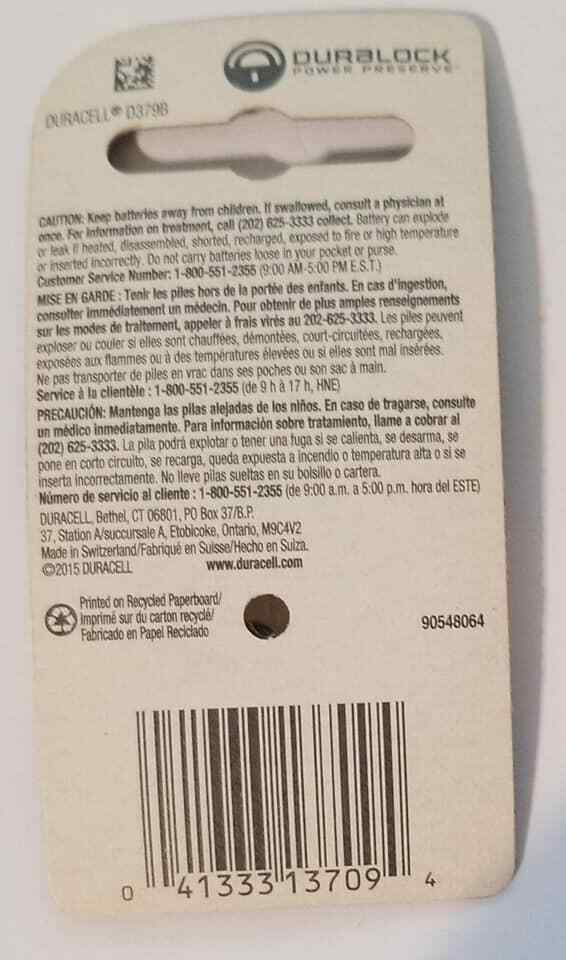 DURALOCK
POWER PRESERVE™
DURACELL® D379B
CAUTION: Keep batteries away from children. If swallowed, consult a physician at
once. For information on treatment, call (202) 625-3333 collect. Battery can explode
or leak if heated, disassembled, shorted, recharged, exposed to fire or high temperature
or inserted incorrectly. Do not carry batteries loose in your pocket or purse.
Customer Service Number: 1-800-551-2355 (9:00 AM-5:00 PM E.S.T.)
MISE EN GARDE : Tenir les piles hors de la portée des enfants. En cas d'ingestion,
consulter immédiatement un médecin. Pour obtenir de plus amples renseignements
sur les modes de traitement, appeler à frais virés au 202-625-3333. Les piles peuvent
exploser ou couler si elles sont chauffées, démontées, court-circuitées, rechargées,
exposées aux flammes ou à des températures élevées ou si elles sont mal insérées.
Ne pas transporter de piles en vrac dans ses poches ou son sac à main.
Service à la clientèle : 1-800-551-2355 (de 9 h à 17 h, HNE)
PRECAUCIÓN: Mantenga las pilas alejadas de los niños. En caso de tragarse, consulte
un médico inmediatamente. Para información sobre tratamiento, llame a cobrar al
(202) 625-3333. La pila podrá explotar o tener una fuga si se calienta, se desarma, se
pone en corto circuito, se recarga, queda expuesta a incendio o temperatura alta o si se
inserta incorrectamente. No lleve pilas sueltas en su bolsillo o cartera.
Número de servicio al cliente : 1-800-551-2355 (de 9:00 a.m. a 5:00 p.m. hora del ESTE)
DURACELL, Bethel, CT 06801, PO Box 37/B.P.
37, Station A/succursale A, Etobicoke, Ontario, M9C4V2
Made in Switzerland/Fabriqué en Suisse/Hecho en Suiza.
©2015 DURACELL www.duracell.com
Printed on Recycled Paperboard/
Imprimé sur du carton recyclé/
Fabricado en Papel Reciclado
90548064
0 41333 13709 4